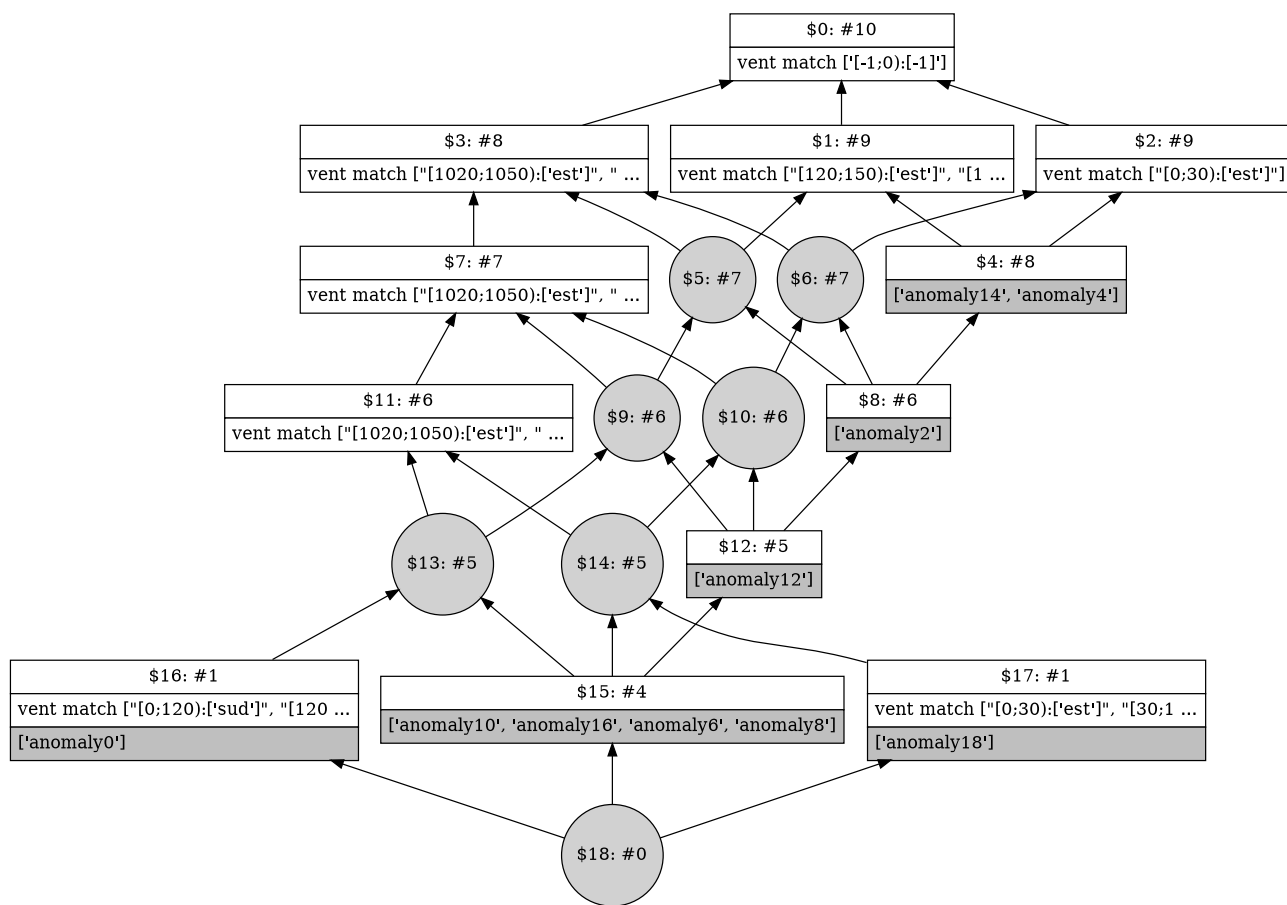 $0: #10
vent match ['[-1;0):[-1]']
$3: #8
vent match ["[1020;1050):['est']", " ...
$1: #9
vent match ["[120;150):['est']", "[1 ...
$2: #9
vent match ["[0;30):['est']"]
$7: #7
vent match ["[1020;1050):['est']", " ...
$5: #7
$6: #7
$4: #8
['anomaly14', 'anomaly4']
$11: #6
vent match ["[1020;1050):['est']", " ...
$9: #6
$10: #6
$8: #6
['anomaly2']
$13: #5
$14: #5
$12: #5
['anomaly12']
$16: #1
vent match ["[0;120):['sud']", "[120 ...
['anomaly0']
$15: #4
['anomaly10', 'anomaly16', 'anomaly6', 'anomaly8']
$17: #1
vent match ["[0;30):['est']", "[30;1 ...
['anomaly18']
$18: #0